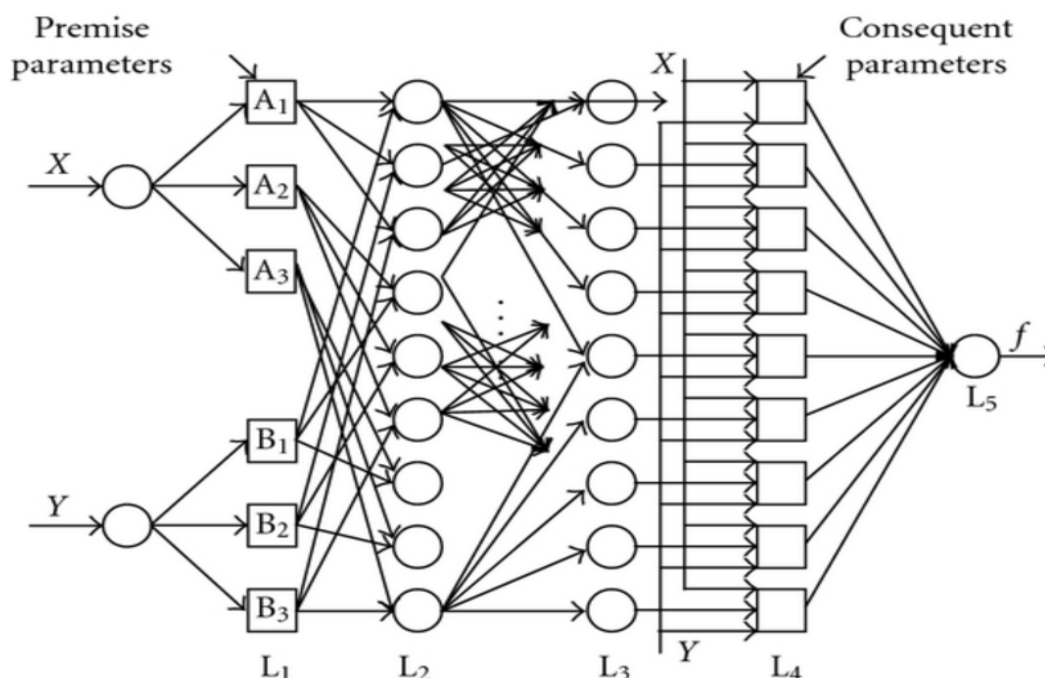 Premise
parameters
Consequent
parameters
X
A₁
X
A₂
A₃
f
L₅
B₁
Y
B₂
B₃
Y
L₁
L₂
L₃
L₄